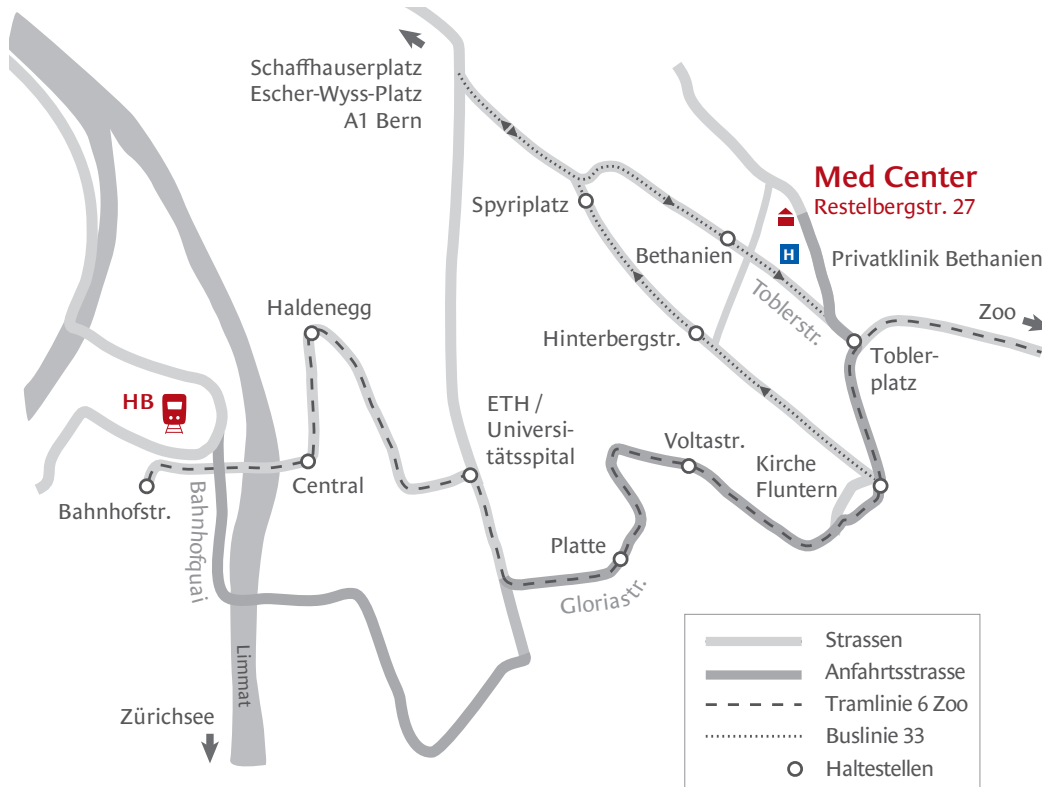 Schaffhauserplatz
Escher-Wyss-Platz
A1 Bern
Med Center
Restelbergstr. 27
Spyriplatz
Bethanien
H
Privatklinik Bethanien
Toblerstr.
Zoo
Haldenegg
Hinterbergstr.
Tobler-
platz
HB
ETH /
Universi-
tätsspital
Voltastr.
Kirche
Fluntern
Central
Bahnhofstr.
Bahnhofquai
Platte
Gloriastr.
Limmat
Zürichsee
Strassen
Anfahrtsstrasse
Tramlinie 6 Zoo
Buslinie 33
Haltestellen